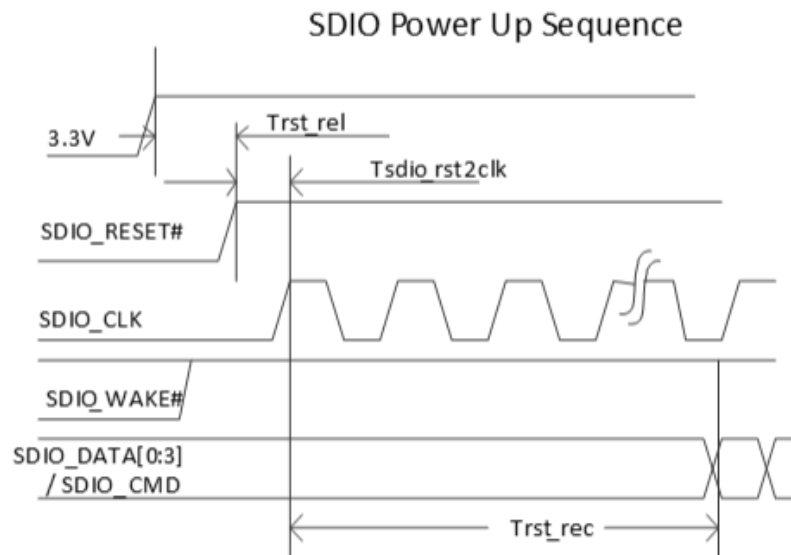 SDIO Power Up Sequence
3.3V
Trst_rel
Tsdio_rst2clk
SDIO_RESET#
SDIO_CLK
SDIO_WAKE#
SDIO_DATA[0:3]
/ SDIO_CMD
Trst_rec